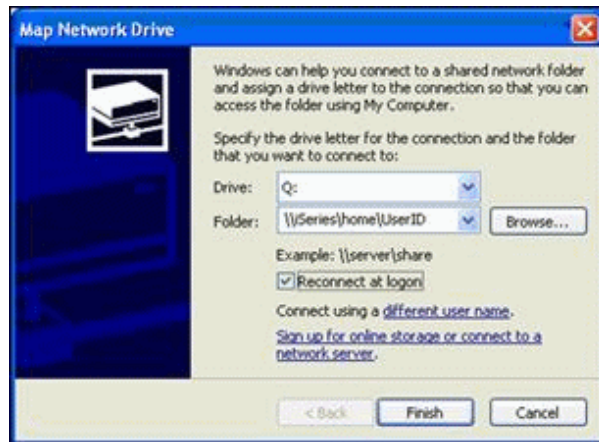 Map Network Drive
Windows can help you connect to a shared network folder
and assign a drive letter to the connection so that you can
access the folder using My Computer.
Specify the drive letter for the connection and the folder
that you want to connect to:
Drive: Q:
Folder: \\iSeries\home\UserID Browse...
Example: \\server\share
Reconnect at logon
Connect using a different user name.
Sign up for online storage or connect to a
network server.
< Back Finish Cancel